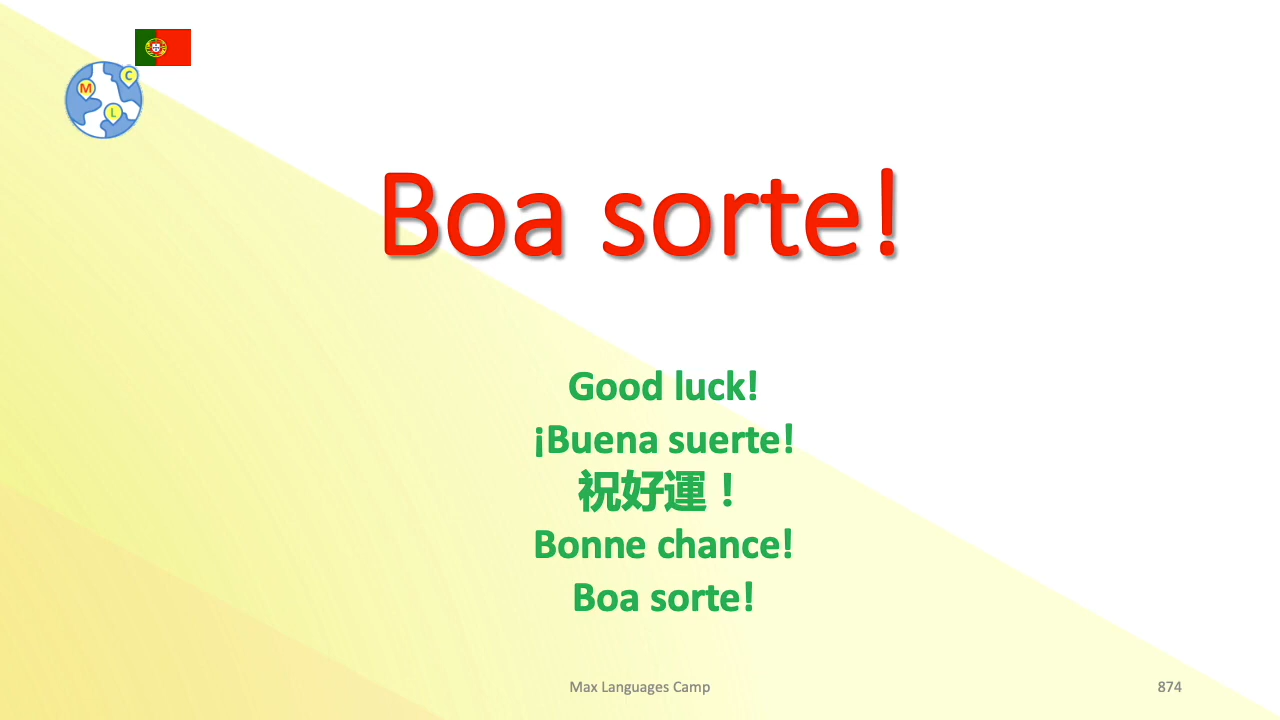 C
M
L
Boa sorte!
Good luck!
¡Buena suerte!
祝好運！
Bonne chance!
Boa sorte!
Max Languages Camp
874